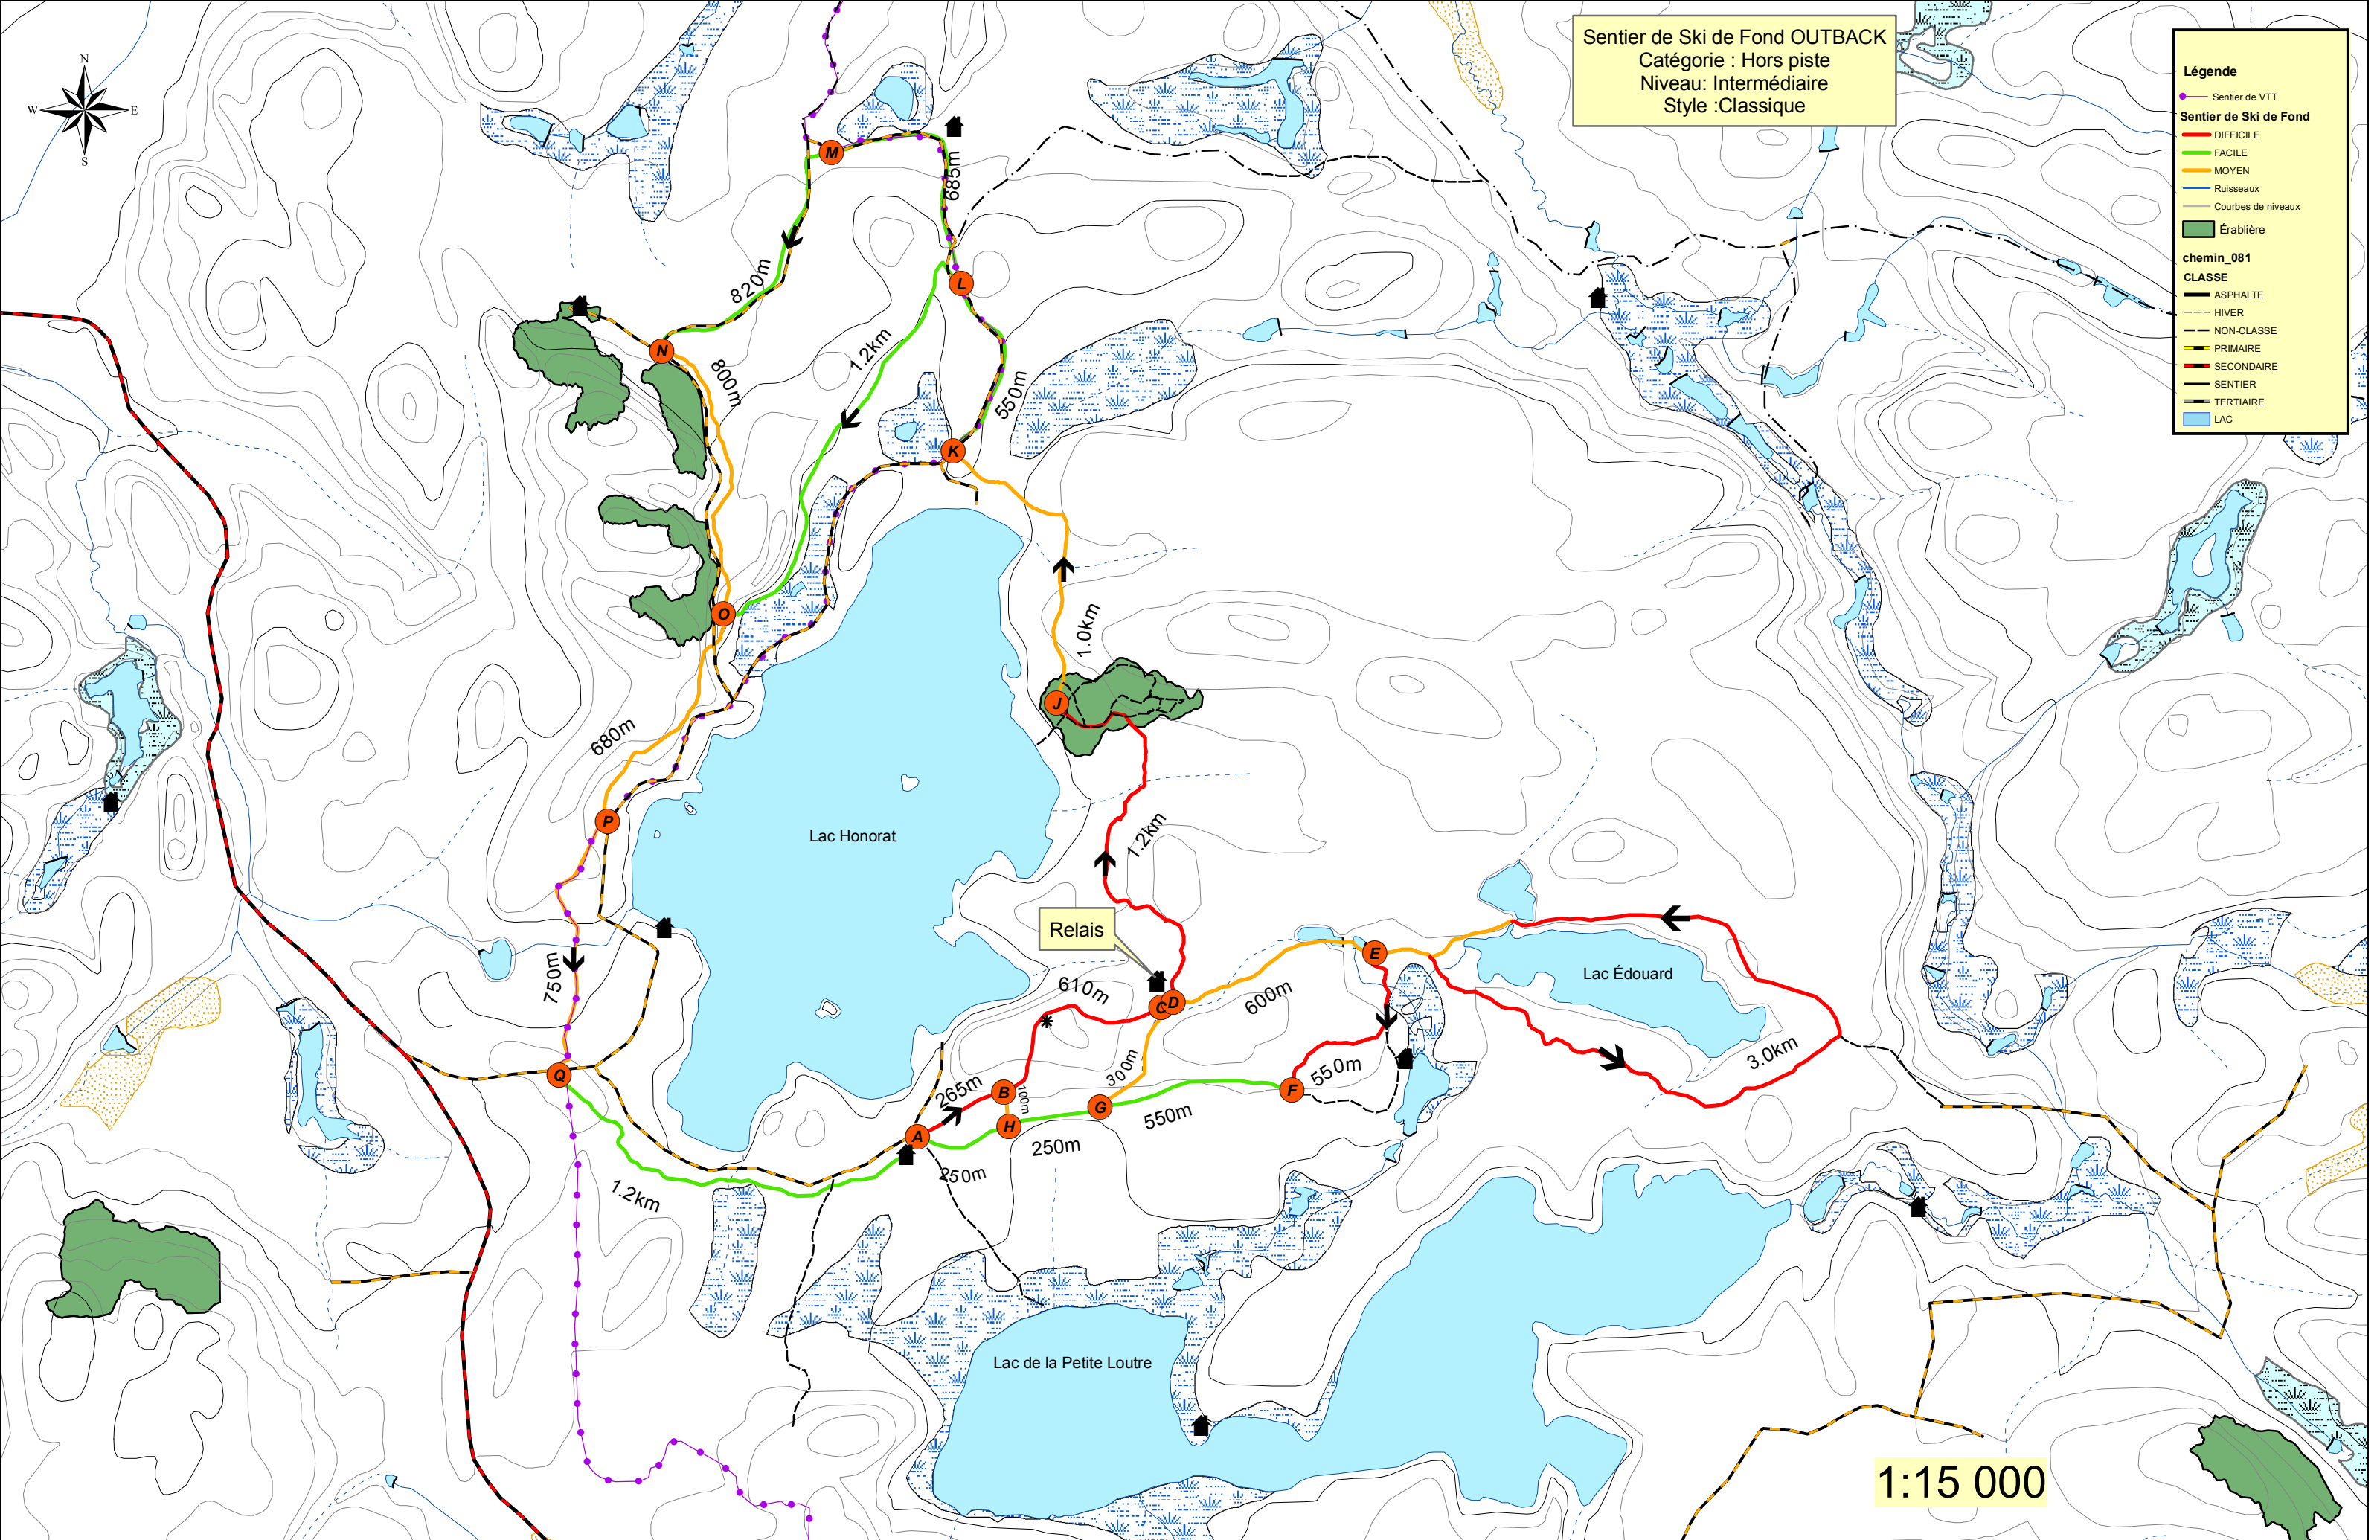 Sentier de Ski de Fond OUTBACK
Catégorie : Hors piste
Niveau: Intermédiaire
Style :Classique
Légende
Sentier de VTT
Sentier de Ski de Fond
DIFFICILE
FACILE
MOYEN
Ruisseaux
Courbes de niveaux
Érablière
chemin_081
CLASSE
ASPHALTE
HIVER
NON-CLASSE
PRIMAIRE
SECONDAIRE
SENTIER
TERTIAIRE
LAC
N
W
E
S
M
685m
820m
L
N
800m
1.2km
550m
K
O
1.0km
J
680m
P
Lac Honorat
1.2km
Relais
E
Lac Édouard
750m
610m
C
D
600m
3.0km
Q
265m
B
100m
300m
G
550m
F
550m
A
H
250m
250m
1.2km
Lac de la Petite Loutre
1:15 000